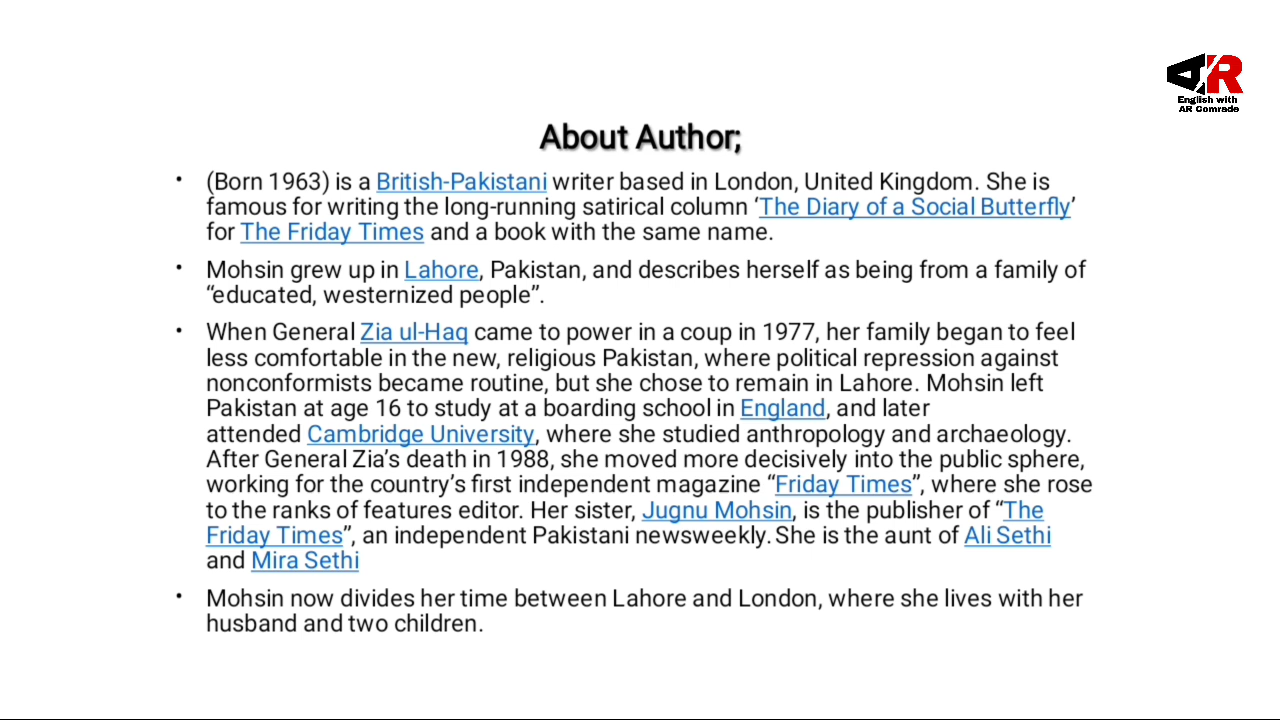 AR
English with
AR Comrade
About Author;
• (Born 1963) is a British-Pakistani writer based in London, United Kingdom. She is
famous for writing the long-running satirical column ‘The Diary of a Social Butterfly’
for The Friday Times and a book with the same name.
• Mohsin grew up in Lahore, Pakistan, and describes herself as being from a family of
“educated, westernized people”.
• When General Zia ul-Haq came to power in a coup in 1977, her family began to feel
less comfortable in the new, religious Pakistan, where political repression against
nonconformists became routine, but she chose to remain in Lahore. Mohsin left
Pakistan at age 16 to study at a boarding school in England, and later
attended Cambridge University, where she studied anthropology and archaeology.
After General Zia’s death in 1988, she moved more decisively into the public sphere,
working for the country’s first independent magazine “Friday Times”, where she rose
to the ranks of features editor. Her sister, Jugnu Mohsin, is the publisher of “The
Friday Times”, an independent Pakistani newsweekly. She is the aunt of Ali Sethi
and Mira Sethi
• Mohsin now divides her time between Lahore and London, where she lives with her
husband and two children.